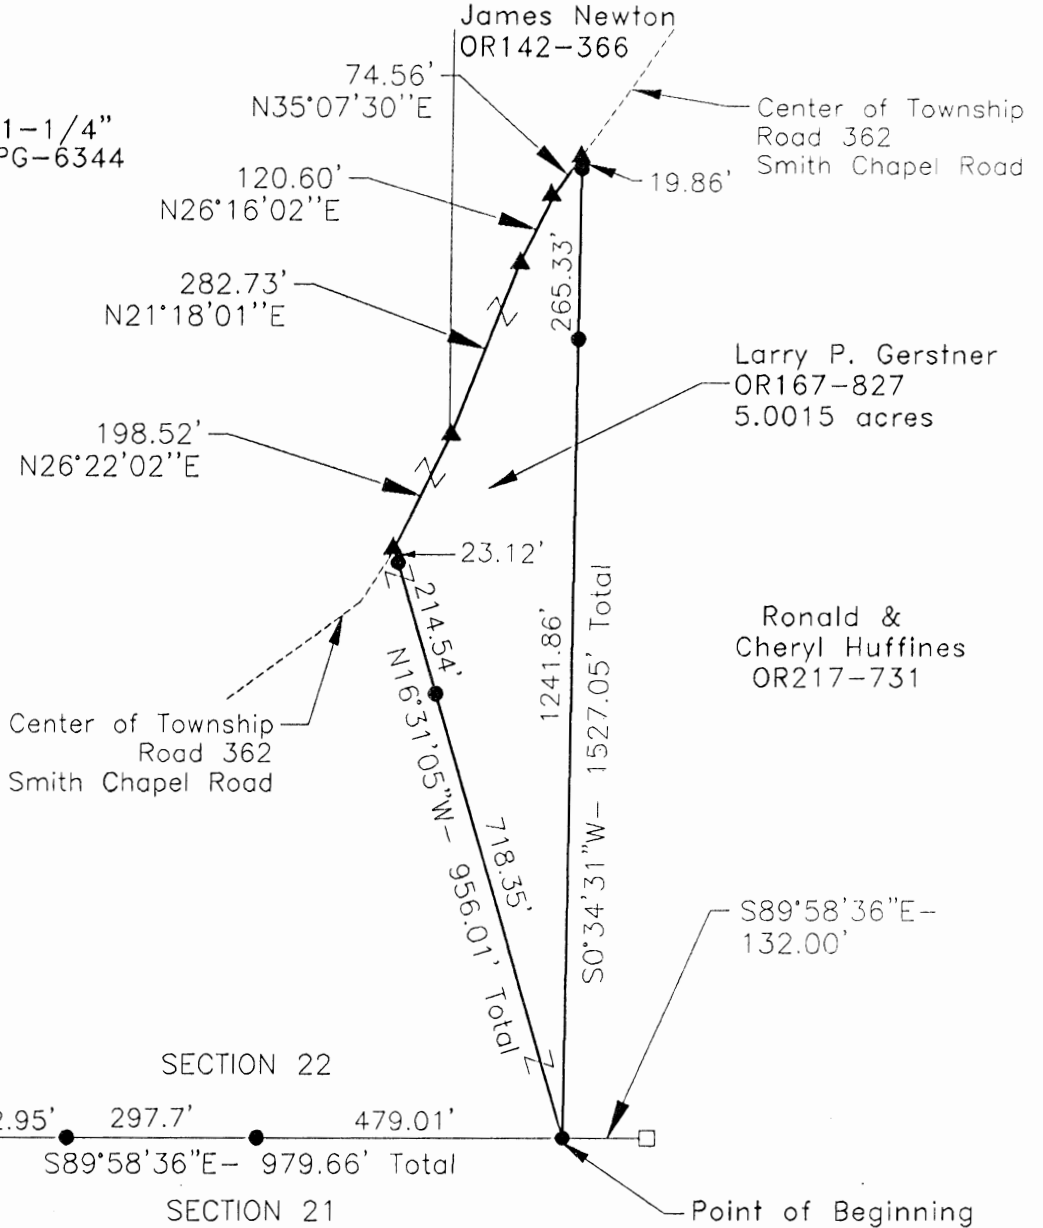 James Newton
OR142-366
74.56'
N35°07'30''E
Center of Township
Road 362
Smith Chapel Road
1-1/4"
PG-6344
120.60'
N26°16'02''E
19.86'
265.33'
282.73'
N21°18'01''E
Larry P. Gerstner
OR167-827
5.0015 acres
198.52'
N26°22'02''E
23.12'
214.54'
N16°31'05"W- 956.01' Total
718.35'
1241.86'
S0°34'31"W- 1527.05' Total
Ronald &
Cheryl Huffines
OR217-731
Center of Township
Road 362
Smith Chapel Road
S89°58'36"E-
132.00'
SECTION 22
2.95'
297.7'
479.01'
S89°58'36"E- 979.66' Total
SECTION 21
Point of Beginning